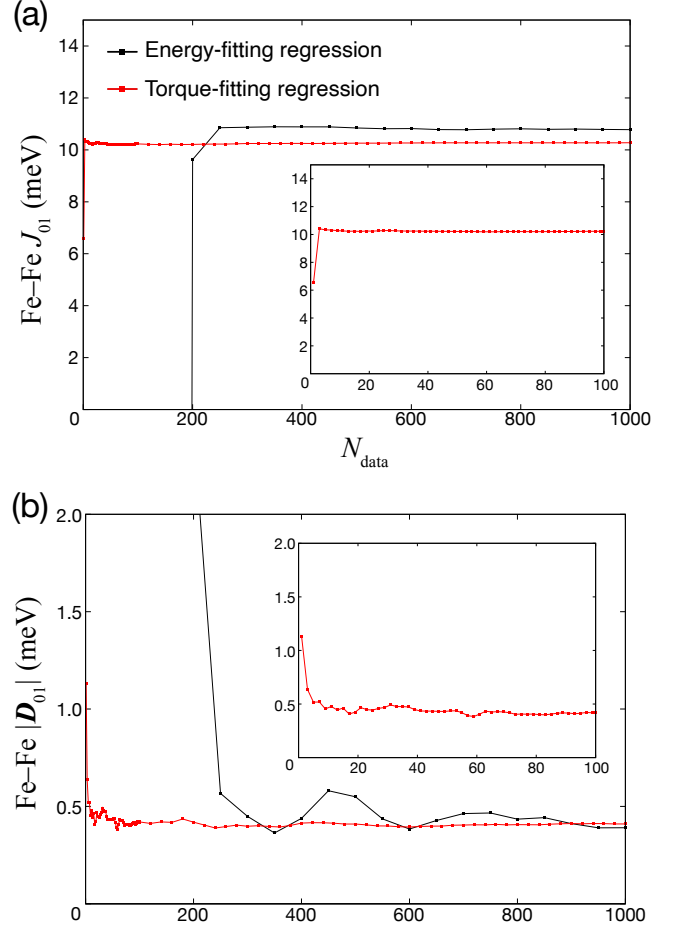 (a)
Energy-fitting regression
Torque-fitting regression
Fe–Fe J01 (meV)
14
12
10
8
6
4
2
0 200 400 600 800 1000
14
12
10
8
6
4
2
0 20 40 60 80 100
Ndata
(b)
Fe–Fe |D01| (meV)
2.0
1.5
1.0
0.5
0 200 400 600 800 1000
2.0
1.5
1.0
0.5
0 20 40 60 80 100